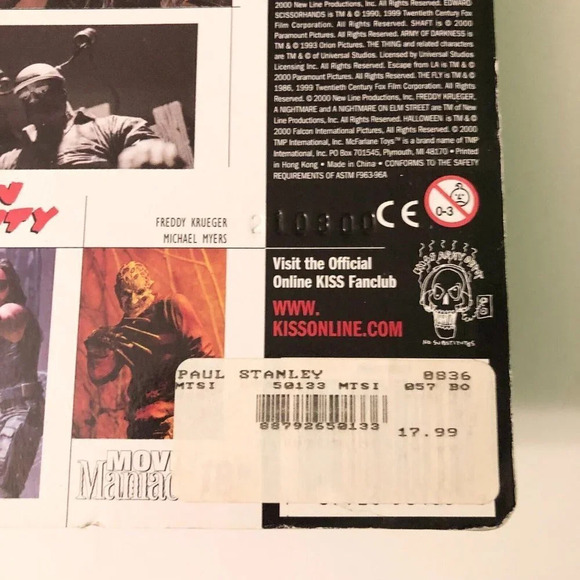 2000 New Line Productions, Inc. All Rights Reserved. EDWARD
SCISSORHANDS is TM & © 1990, 1999 Twentieth Century Fox
Film Corporation. All Rights Reserved. SHAFT is © 2000
Paramount Pictures. All Rights Reserved. ARMY OF DARKNESS is
TM & © 1993 Orion Pictures. THE THING and related characters
are TM & © of Universal Studios. Licensed by Universal Studios
Licensing, Inc. All Rights Reserved. Escape from LA is TM & ©
2000 Paramount Pictures. All Rights Reserved. THE FLY is TM & ©
1986, 1999 Twentieth Century Fox Film Corporation. All Rights
Reserved. © 2000 New Line Productions, Inc. FREDDY KRUEGER,
A NIGHTMARE and A NIGHTMARE ON ELM STREET are TM of New
Line Productions, Inc. All Rights Reserved. HALLOWEEN is TM & ©
2000 Falcon International Pictures, All Rights Reserved. © 2000
TMP International, Inc. McFarlane Toys™ is a brand name of TMP
International, Inc. PO Box 701545, Plymouth, MI 48170 • Printed
in Hong Kong • Made in China • CONFORMS TO THE SAFETY
REQUIREMENTS OF ASTM F963-96A
210800
CE
0-3
FREDDY KRUEGER
MICHAEL MYERS
Visit the Official
Online KISS Fanclub
WWW.
KISSONLINE.COM
KISS ARMY
NO SUBSTITUTES
PAUL STANLEY 0836
MTSI 50133 MTSI 057 BO
88792650133
17.99
MOV
Maniac